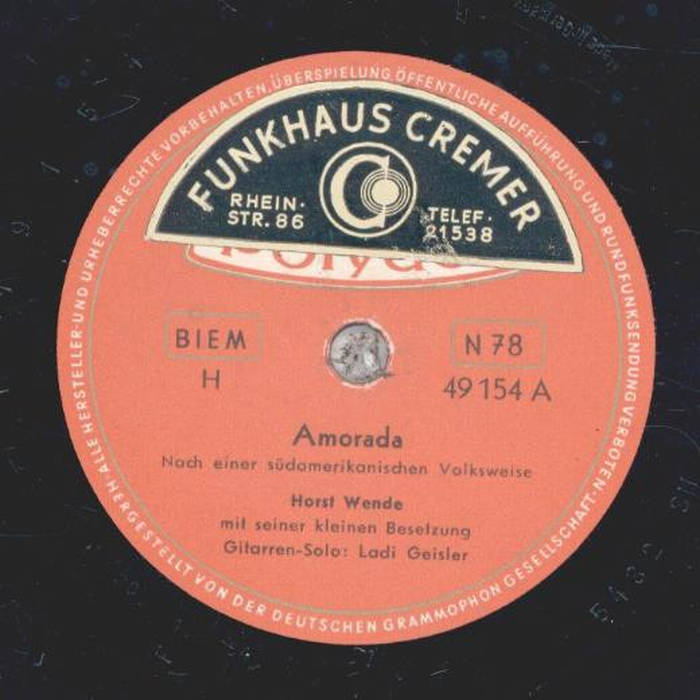 ALLE HERSTELLER-UND URHEBERRECHTE VORBEHALTEN, ÜBERSPIELUNG, ÖFFENTLICHE AUFFÜHRUNG UND RUNDFUNKSENDUNG VERBOTEN·
FUNKHAUS CREMER
C
RHEIN· TELEF·
STR. 86 21538
BIEM N 78
H 49 154 A
Amorada
Nach einer südamerikanischen Volksweise
Horst Wende
mit seiner kleinen Besetzung
Gitarren-Solo: Ladi Geisler
·HERGESTELLT VON DER DEUTSCHEN GRAMMOPHON GESELLSCHAFT·